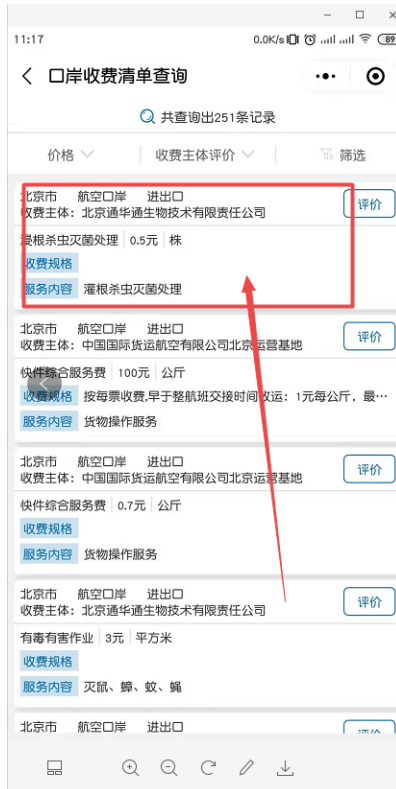 11:17 0.0K/s 89
口岸收费清单查询
共查询出251条记录
价格 收费主体评价 筛选
北京市 航空口岸 进出口 评价
收费主体：北京通华通生物技术有限责任公司
浸根杀虫灭菌处理 0.5元 株
收费规格
服务内容 灌根杀虫灭菌处理
北京市 航空口岸 进出口 评价
收费主体：中国国际货运航空有限公司北京运营基地
快件综合服务费 100元 公斤
收费规格 按每票收费,早于整航班交接时间收运：1元每公斤，最…
服务内容 货物操作服务
北京市 航空口岸 进出口 评价
收费主体：中国国际货运航空有限公司北京运营基地
快件综合服务费 0.7元 公斤
收费规格
服务内容 货物操作服务
北京市 航空口岸 进出口 评价
收费主体：北京通华通生物技术有限责任公司
有毒有害作业 3元 平方米
收费规格
服务内容 灭鼠、蟑、蚊、蝇
北京市 航空口岸 进出口